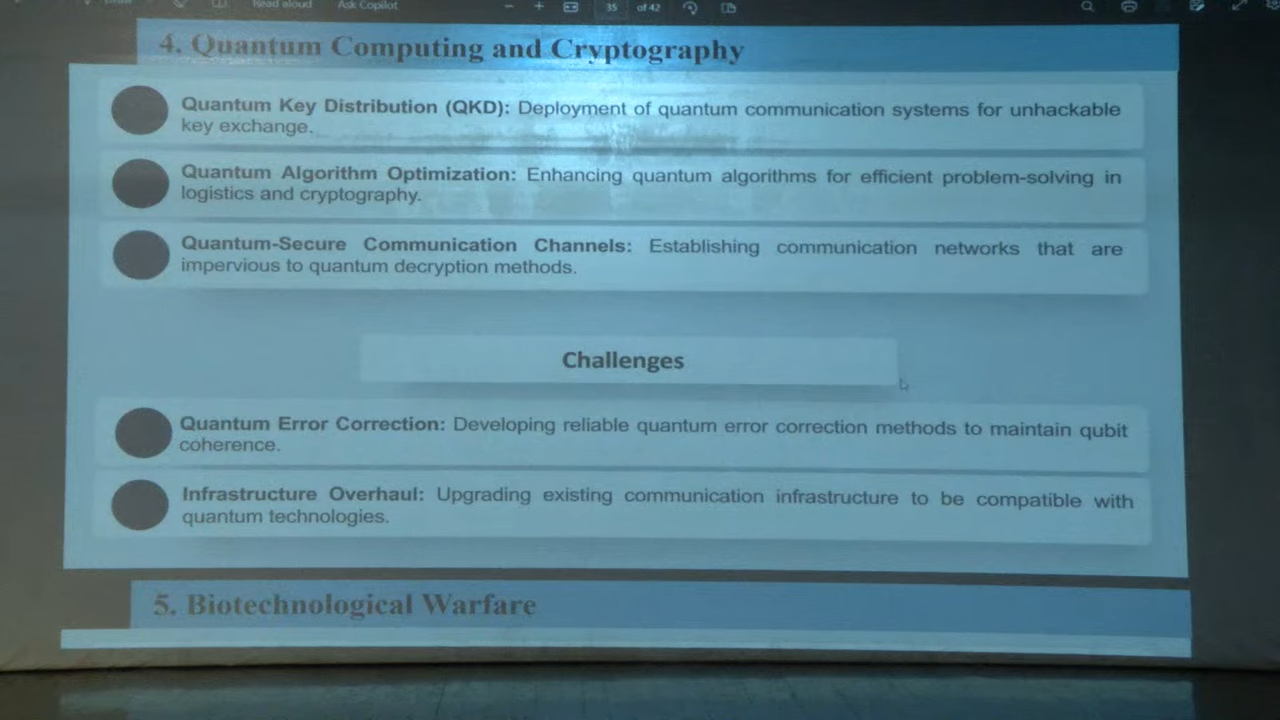 Read aloud Ask Copilot 35 of 42
4. Quantum Computing and Cryptography
Quantum Key Distribution (QKD): Deployment of quantum communication systems for unhackable
key exchange.
Quantum Algorithm Optimization: Enhancing quantum algorithms for efficient problem-solving in
logistics and cryptography.
Quantum-Secure Communication Channels: Establishing communication networks that are
impervious to quantum decryption methods.
Challenges
Quantum Error Correction: Developing reliable quantum error correction methods to maintain qubit
coherence.
Infrastructure Overhaul: Upgrading existing communication infrastructure to be compatible with
quantum technologies.
5. Biotechnological Warfare